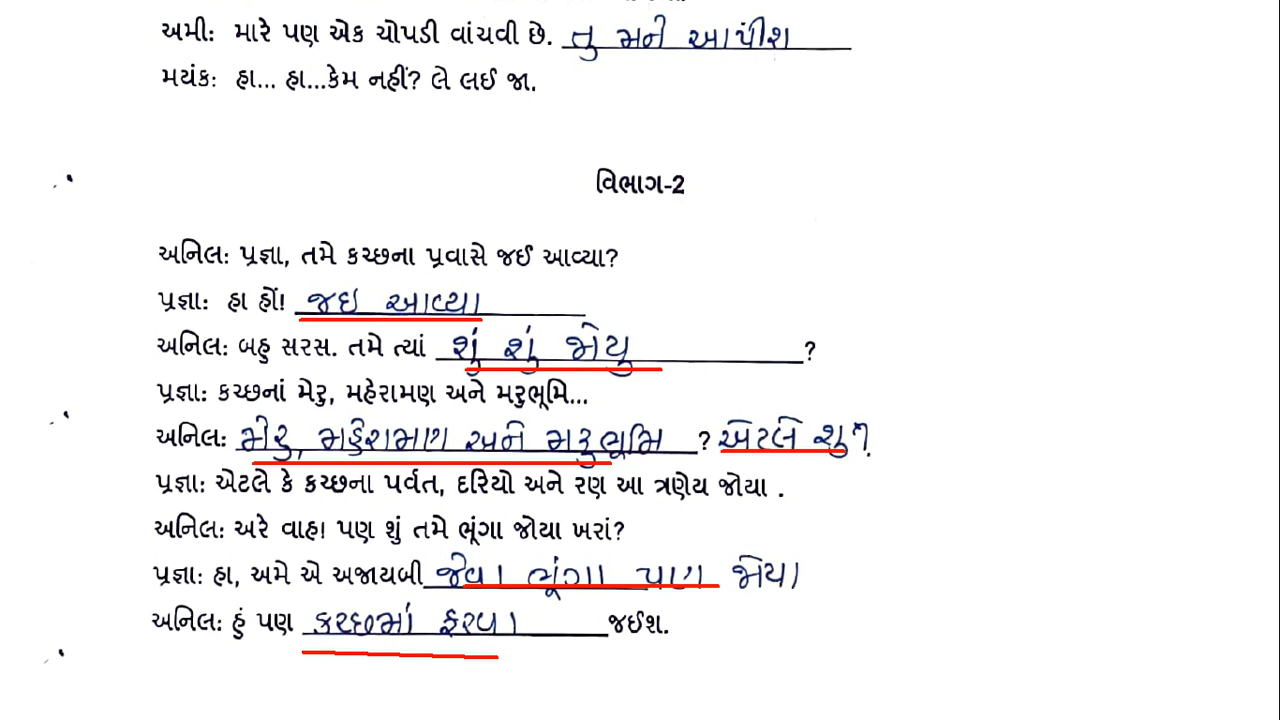 અમી: મારે પણ એક ચોપડી વાંચવી છે. તુ મને આપીશ
મયંક: હા... હા...કેમ નહીં? લે લઈ જા.
વિભાગ-2
અનિલ: પ્રજ્ઞા, તમે કચ્છના પ્રવાસે જઈ આવ્યા?
પ્રજ્ઞા: હા હોં! જઇ આવ્યા
અનિલ: બહુ સરસ. તમે ત્યાં શું શું જોયુ ?
પ્રજ્ઞા: કચ્છનાં મેરુ, મહેરામણ અને મરુભૂમિ...
અનિલ: મેરુ, મહેરામણ અને મરુભૂમિ ? એટલે શું?
પ્રજ્ઞા: એટલે કે કચ્છના પર્વત, દરિયો અને રણ આ ત્રણેય જોયા .
અનિલ: અરે વાહ! પણ શું તમે ભૂંગા જોયા ખરાં?
પ્રજ્ઞા: હા, અમે એ અજાયબી જેવા ભૂંગા પાણ જોયા
અનિલ: હું પણ કચ્છમાં ફરવા જઈશ.